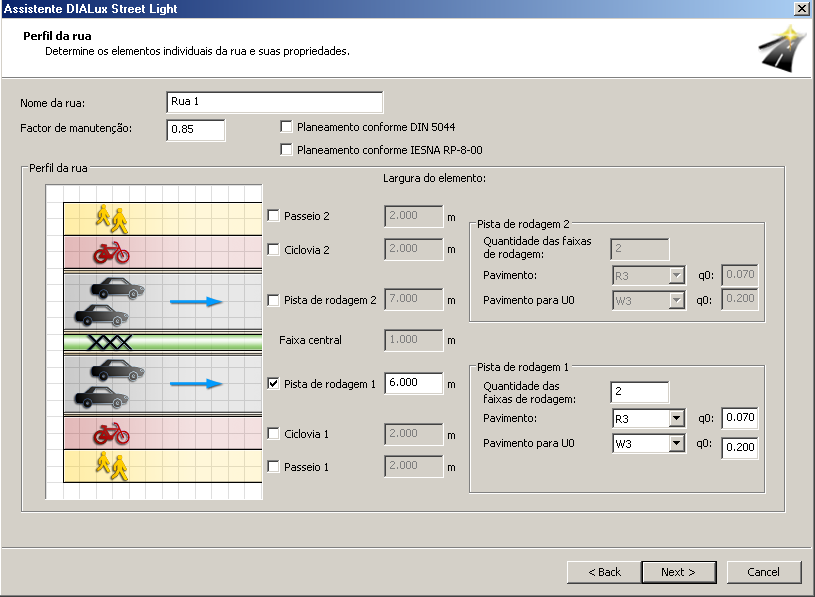 Assistente DIALux Street Light
Perfil da rua
Determine os elementos individuais da rua e suas propriedades.
Nome da rua:
Rua 1
Factor de manutenção:
0.85
Planeamento conforme DIN 5044
Planeamento conforme IESNA RP-8-00
Perfil da rua
Largura do elemento:
Passeio 2
2.000
m
Ciclovia 2
2.000
m
Pista de rodagem 2
7.000
m
Faixa central
1.000
m
Pista de rodagem 1
6.000
m
Ciclovia 1
2.000
m
Passeio 1
2.000
m
Pista de rodagem 2
Quantidade das faixas
de rodagem:
2
Pavimento:
R3
q0:
0.070
Pavimento para U0
W3
q0:
0.200
Pista de rodagem 1
Quantidade das
faixas de rodagem:
2
Pavimento:
R3
q0:
0.070
Pavimento para U0
W3
q0:
0.200
< Back
Next >
Cancel